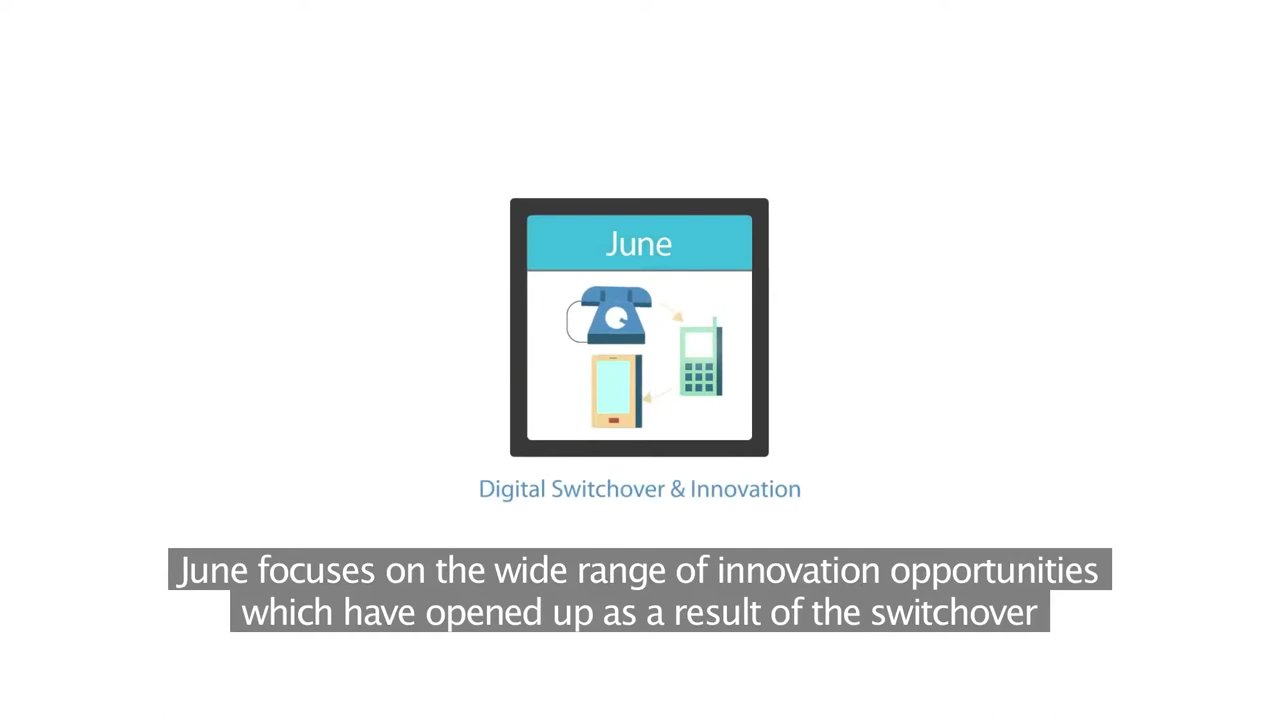 June
Digital Switchover & Innovation
June focuses on the wide range of innovation opportunities
which have opened up as a result of the switchover